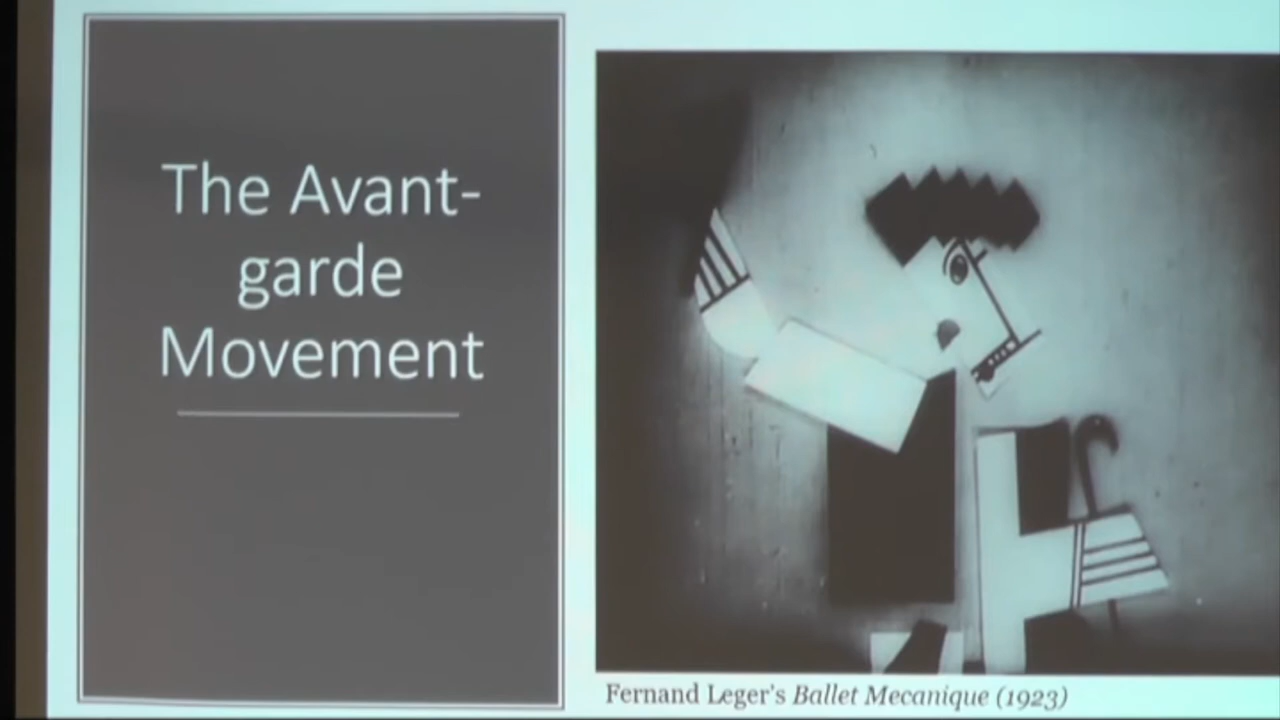 The Avant-
garde
Movement
Fernand Leger's Ballet Mecanique (1923)